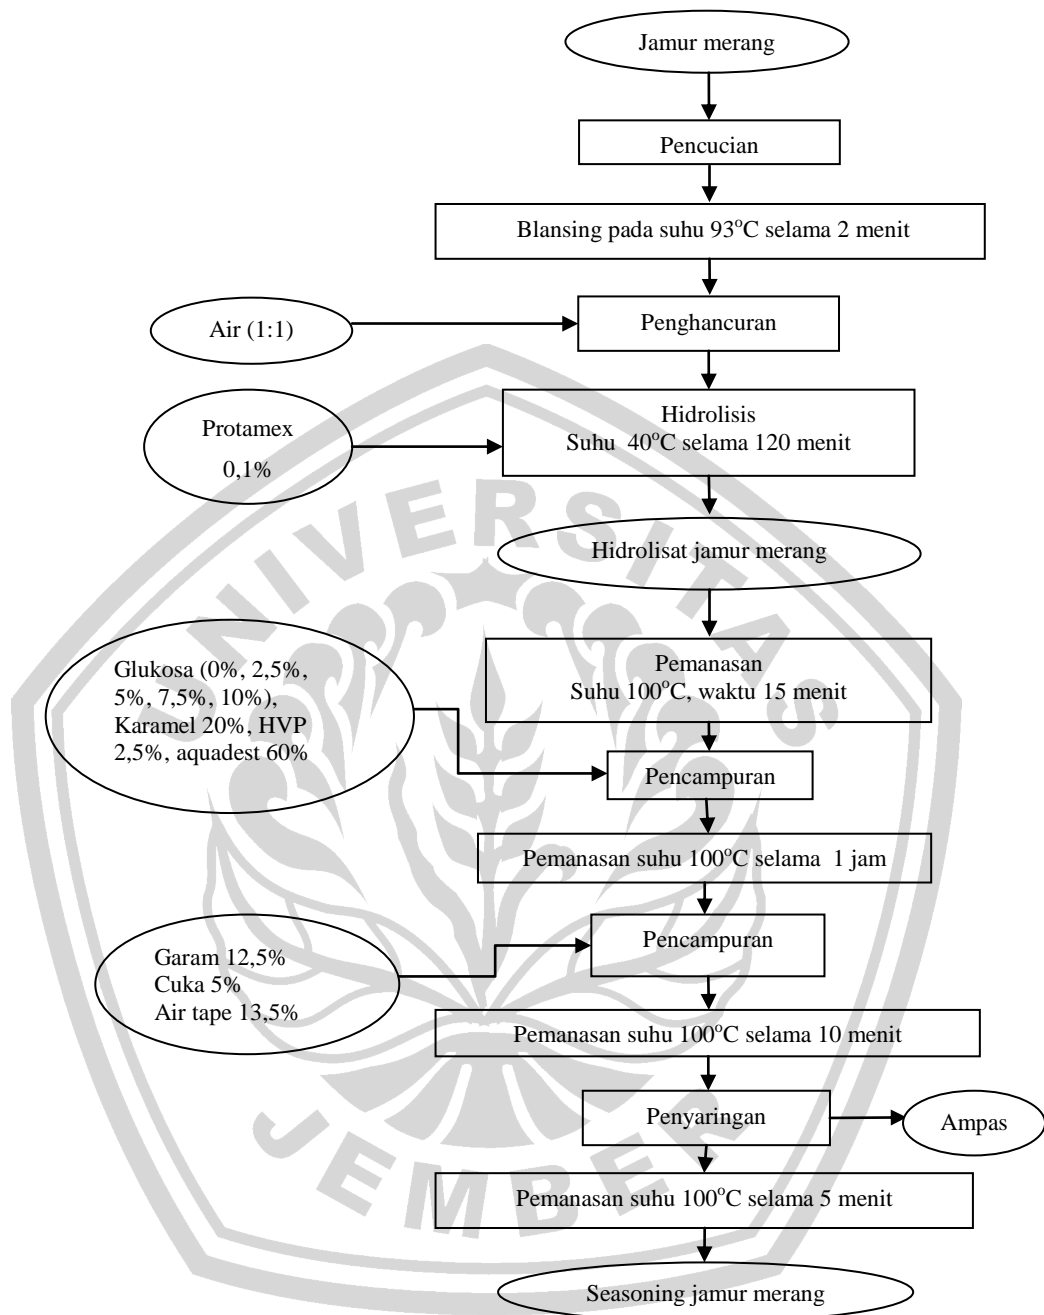 Jamur merang
Pencucian
Blansing pada suhu 93°C selama 2 menit
Air (1:1)
Penghancuran
Protamex
0,1%
Hidrolisis
Suhu  40°C selama 120 menit
Hidrolisat jamur merang
Pemanasan
Suhu 100°C, waktu 15 menit
Glukosa (0%, 2,5%,
5%, 7,5%, 10%),
Karamel 20%, HVP
2,5%, aquadest 60%
Pencampuran
Pemanasan suhu 100°C selama  1 jam
Garam 12,5%
Cuka 5%
Air tape 13,5%
Pencampuran
Pemanasan suhu 100°C selama 10 menit
Penyaringan
Ampas
Pemanasan suhu 100°C selama 5 menit
Seasoning jamur merang
UNIVERSITAS
JEMBER